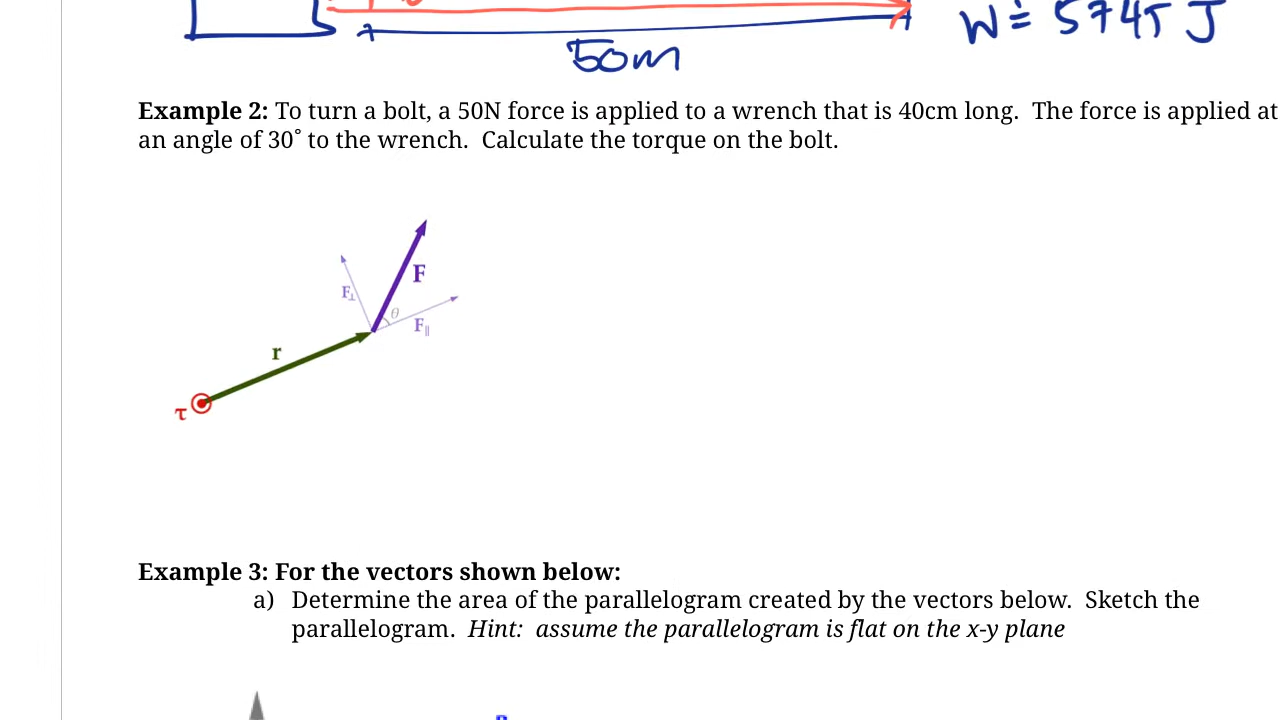 W ≐ 5745 J
50m
Example 2: To turn a bolt, a 50N force is applied to a wrench that is 40cm long. The force is applied at
an angle of 30˚ to the wrench. Calculate the torque on the bolt.
F
F⊥
θ
F∥
r
τ
Example 3: For the vectors shown below:
a) Determine the area of the parallelogram created by the vectors below. Sketch the
parallelogram. Hint: assume the parallelogram is flat on the x-y plane